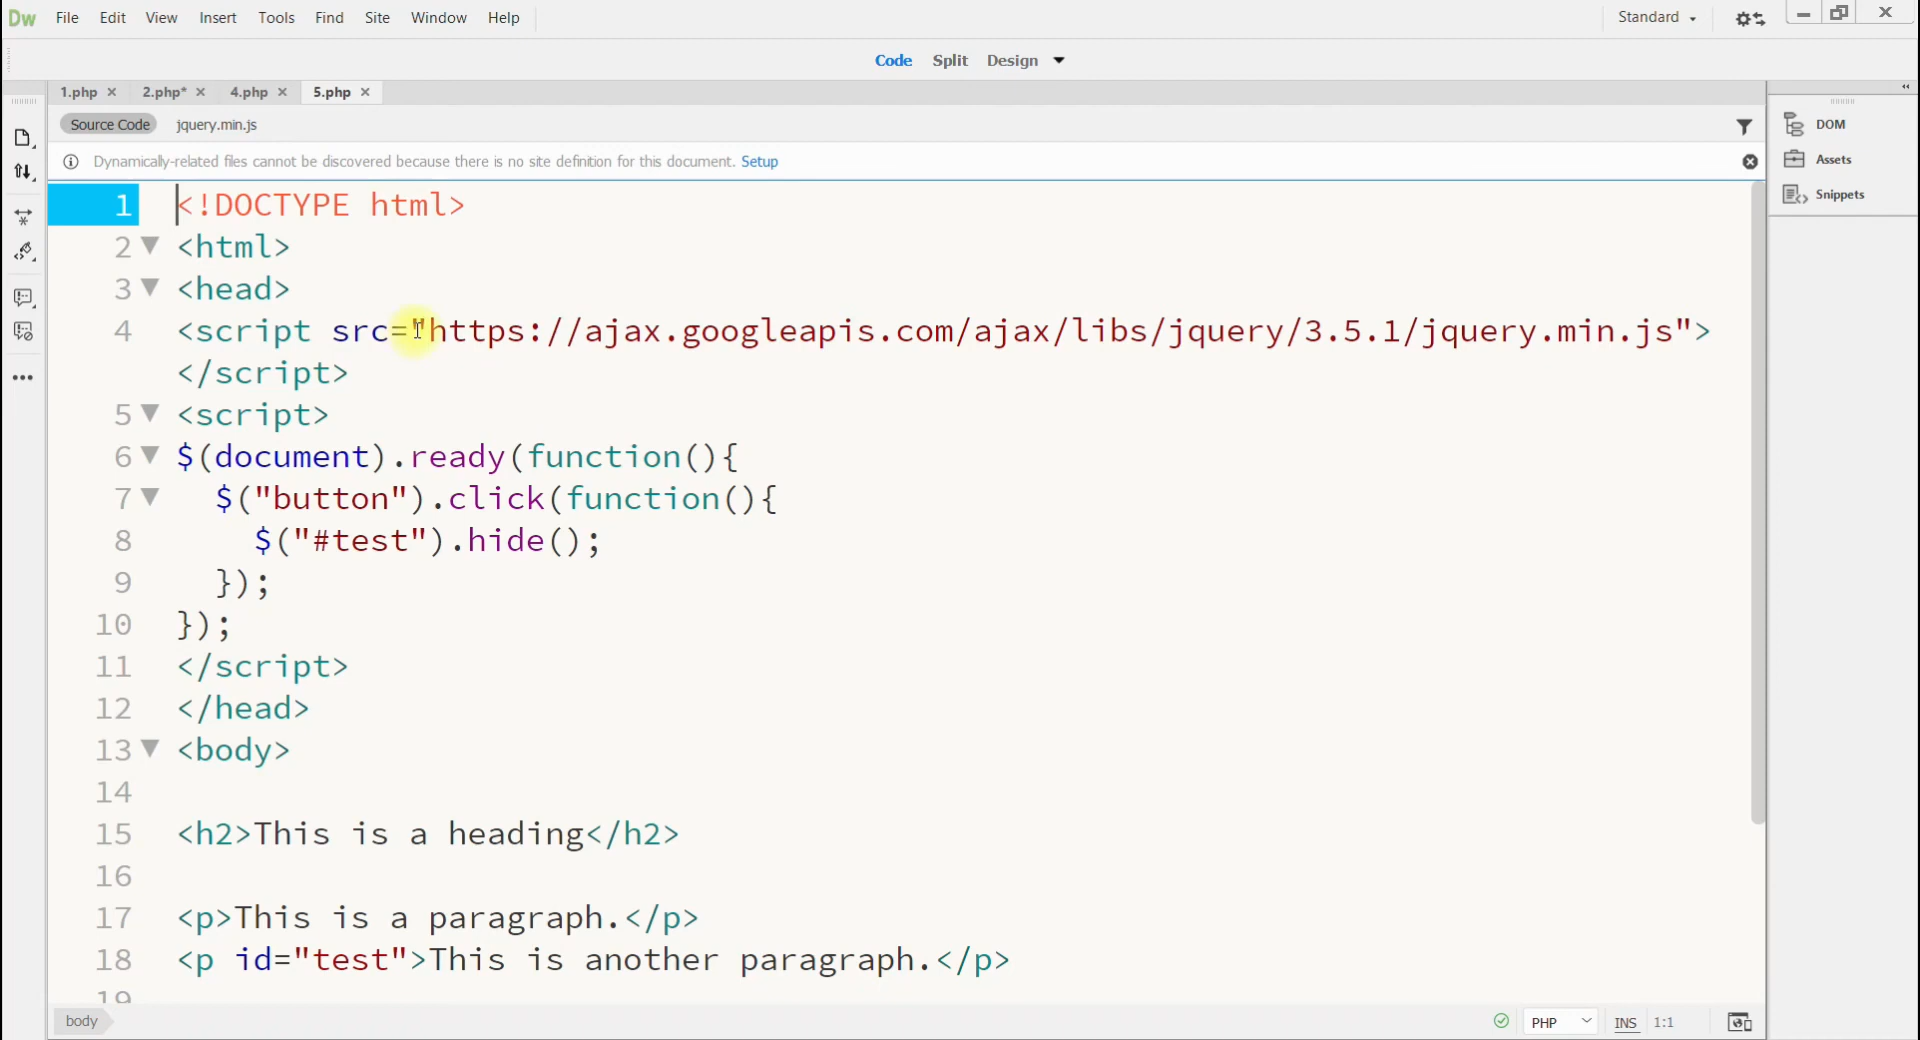 Dw File Edit View Insert Tools Find Site Window Help Standard
Code Split Design
1.php 2.php* 4.php 5.php
Source Code jquery.min.js
Dynamically-related files cannot be discovered because there is no site definition for this document. Setup
DOM
Assets
Snippets
1 <!DOCTYPE html>
2 <html>
3 <head>
4 <script src="https://ajax.googleapis.com/ajax/libs/jquery/3.5.1/jquery.min.js">
</script>
5 <script>
6 $(document).ready(function(){
7 $("button").click(function(){
8 $("#test").hide();
9 });
10 });
11 </script>
12 </head>
13 <body>
14
15 <h2>This is a heading</h2>
16
17 <p>This is a paragraph.</p>
18 <p id="test">This is another paragraph.</p>
19
body PHP INS 1:1